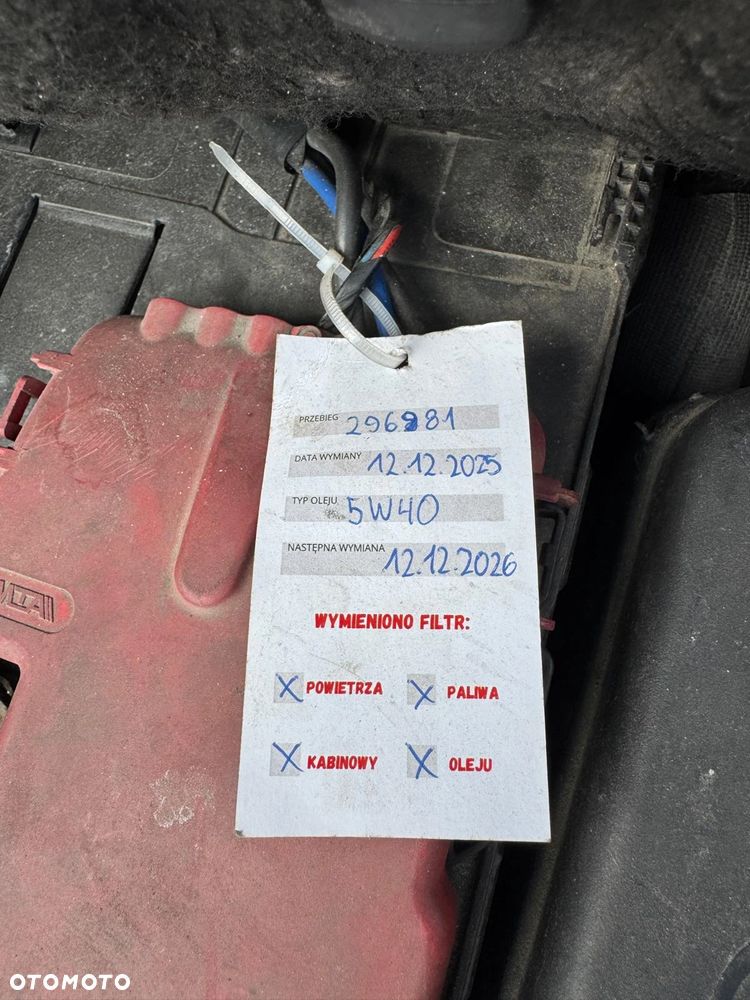 PRZEBIEG 296981
DATA WYMIANY 12.12.2025
TYP OLEJU 5W40
NASTĘPNA WYMIANA 12.12.2026
WYMIENIONO FILTR:
X POWIETRZA X PALIWA
X KABINOWY X OLEJU
OTOMOTO